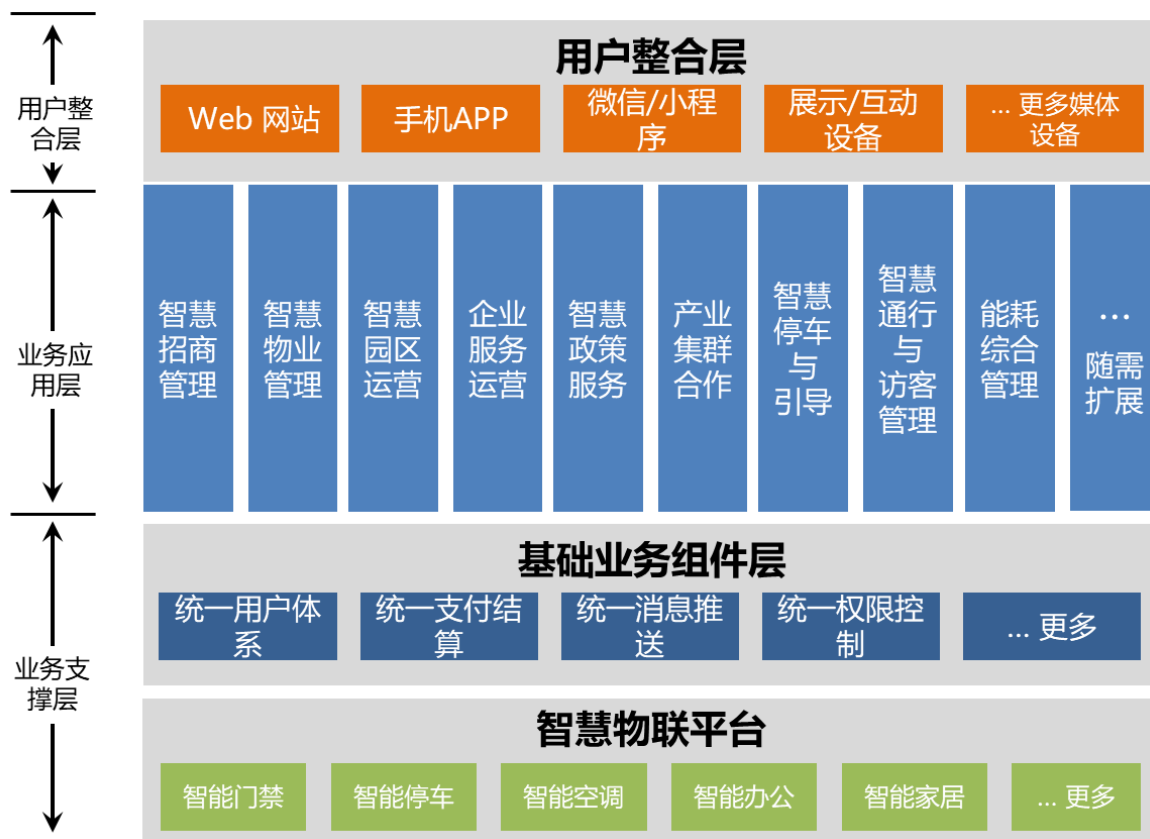 用户整
合层
用户整合层
Web 网站
手机APP
微信/小程
序
展示/互动
设备
... 更多媒体
设备
业务应
用层
智慧
招商
管理
智慧
物业
管理
智慧
园区
运营
企业
服务
运营
智慧
政策
服务
产业
集群
合作
智慧
停车
与
引导
智慧
通行
与
访客
管理
能耗
综合
管理
...
随需
扩展
业务支
撑层
基础业务组件层
统一用户体
系
统一支付结
算
统一消息推
送
统一权限控
制
... 更多
智慧物联平台
智能门禁
智能停车
智能空调
智能办公
智能家居
... 更多